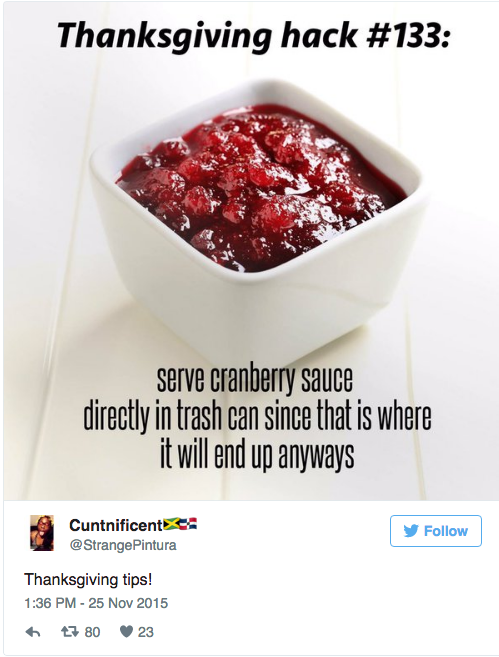 Thanksgiving hack #133:
serve cranberry sauce
directly in trash can since that is where
it will end up anyways
Cuntnificent
@StrangePintura
Follow
Thanksgiving tips!
1:36 PM - 25 Nov 2015
80 23